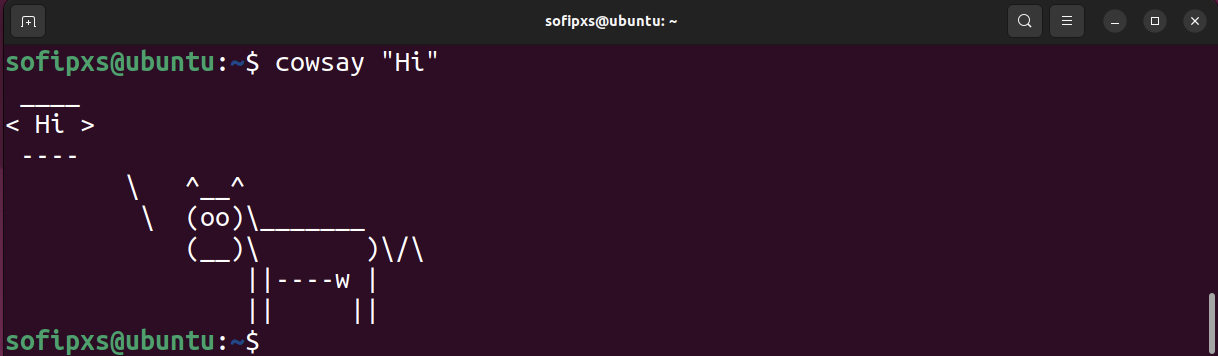 sofipxs@ubuntu: ~
sofipxs@ubuntu:~$ cowsay "Hi"
 ____
< Hi >
 ----
        \   ^__^
         \  (oo)\_______
            (__)\       )\/\
                ||----w |
                ||     ||
sofipxs@ubuntu:~$